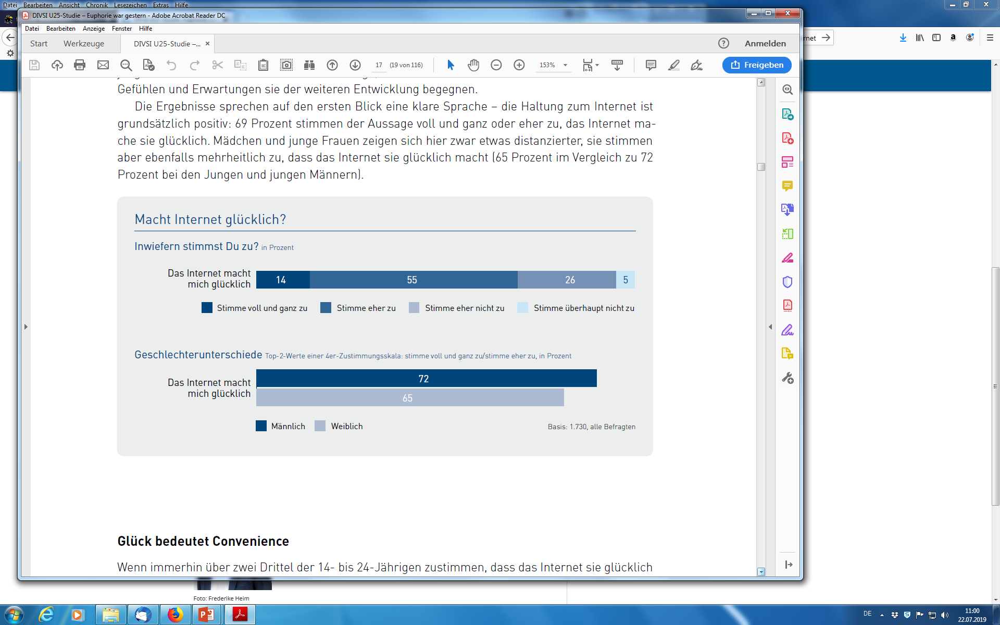 Datei Bearbeiten Ansicht Chronik Lesezeichen Extras Hilfe
DIVSI U25-Studie – Euphorie war gestern - Adobe Acrobat Reader DC
Datei Bearbeiten Anzeige Fenster Hilfe
Start Werkzeuge DIVSI U25-Studie –... × Anmelden
rnet
17 (19 von 116) 153% Freigeben
Gefühlen und Erwartungen sie der weiteren Entwicklung begegnen.
Die Ergebnisse sprechen auf den ersten Blick eine klare Sprache – die Haltung zum Internet ist
grundsätzlich positiv: 69 Prozent stimmen der Aussage voll und ganz oder eher zu, das Internet ma-
che sie glücklich. Mädchen und junge Frauen zeigen sich hier zwar etwas distanzierter, sie stimmen
aber ebenfalls mehrheitlich zu, dass das Internet sie glücklich macht (65 Prozent im Vergleich zu 72
Prozent bei den Jungen und jungen Männern).
Macht Internet glücklich?
Inwiefern stimmst Du zu? in Prozent
Das Internet macht
mich glücklich
14 55 26 5
Stimme voll und ganz zu Stimme eher zu Stimme eher nicht zu Stimme überhaupt nicht zu
Geschlechterunterschiede Top-2-Werte einer 4er-Zustimmungsskala: stimme voll und ganz zu/stimme eher zu, in Prozent
Das Internet macht
mich glücklich
72
65
Männlich Weiblich Basis: 1.730, alle Befragten
Glück bedeutet Convenience
Wenn immerhin über zwei Drittel der 14- bis 24-Jährigen zustimmen, dass das Internet sie glücklich
Foto: Frederike Heim
DE 11:00
22.07.2019